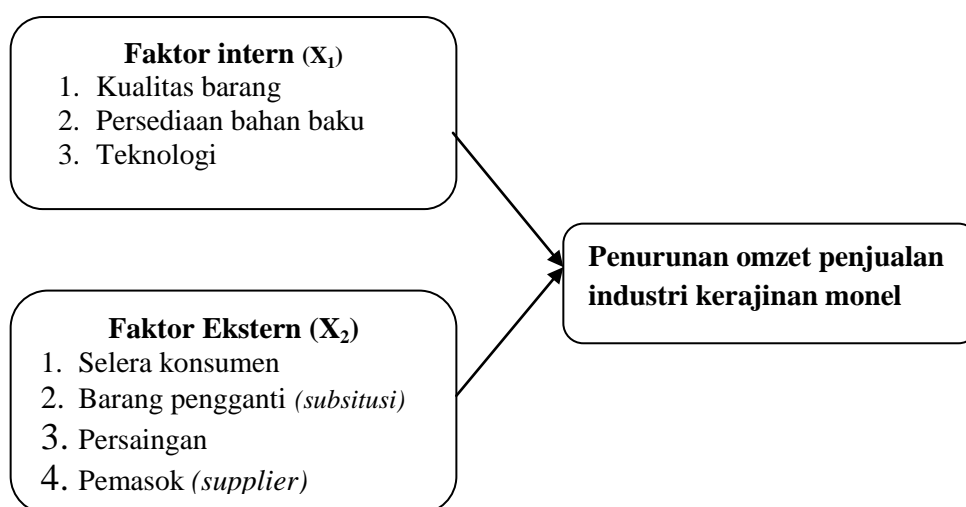 Faktor intern (X₁)
1. Kualitas barang
2. Persediaan bahan baku
3. Teknologi
Faktor Ekstern (X₂)
1. Selera konsumen
2. Barang pengganti (subsitusi)
3. Persaingan
4. Pemasok (supplier)
Penurunan omzet penjualan
industri kerajinan monel